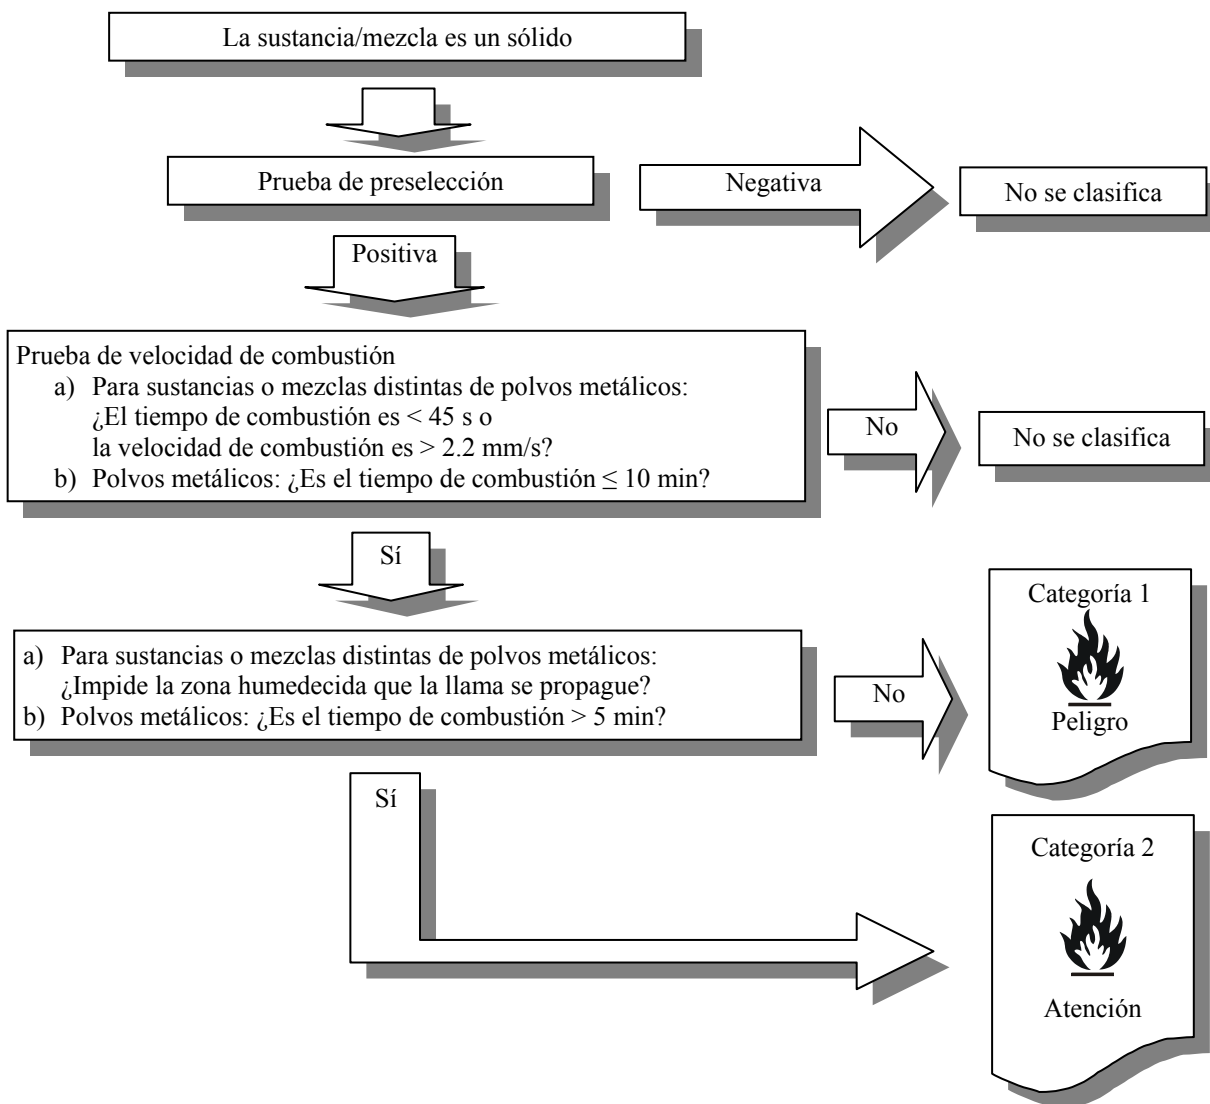 La sustancia/mezcla es un sólido
Prueba de preselección
Negativa
No se clasifica
Positiva
Prueba de velocidad de combustión
a) Para sustancias o mezclas distintas de polvos metálicos:
¿El tiempo de combustión es < 45 s o
la velocidad de combustión es > 2.2 mm/s?
b) Polvos metálicos: ¿Es el tiempo de combustión ≤ 10 min?
No
No se clasifica
Sí
a) Para sustancias o mezclas distintas de polvos metálicos:
¿Impide la zona humedecida que la llama se propague?
b) Polvos metálicos: ¿Es el tiempo de combustión > 5 min?
No
Categoría 1
Peligro
Sí
Categoría 2
Atención